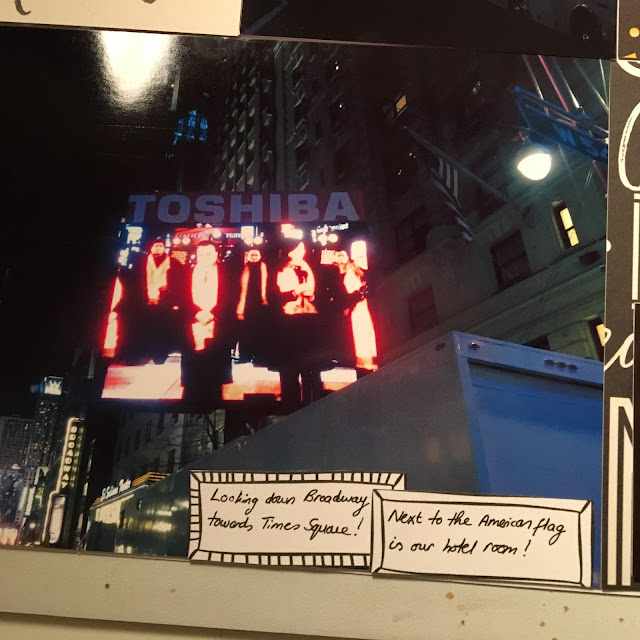 TOSHIBA
Looking down Broadway
towards Times Square!
Next to the American flag
is our hotel room!